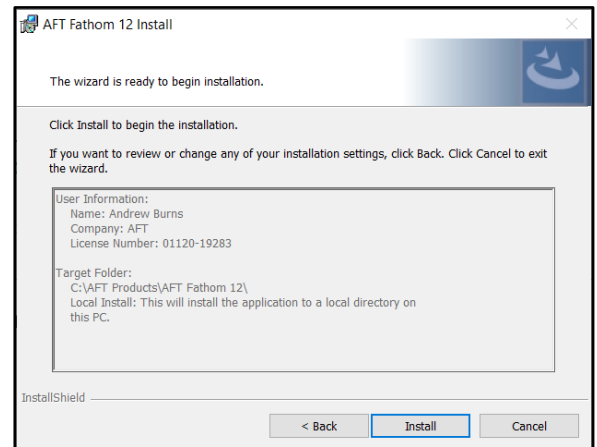 AFT Fathom 12 Install
The wizard is ready to begin installation.
Click Install to begin the installation.
If you want to review or change any of your installation settings, click Back. Click Cancel to exit
the wizard.
User Information:
Name: Andrew Burns
Company: AFT
License Number: 01120-19283
Target Folder:
C:\AFT Products\AFT Fathom 12\
Local Install: This will install the application to a local directory on
this PC.
InstallShield
< Back
Install
Cancel